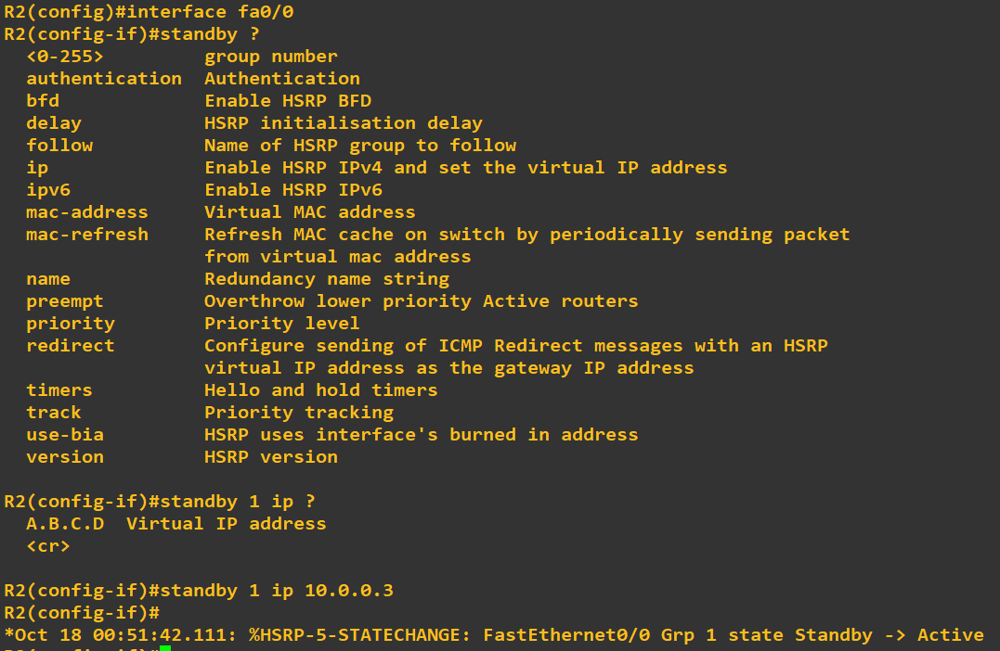 R2(config)#interface fa0/0
R2(config-if)#standby ?
  <0-255>         group number
  authentication  Authentication
  bfd             Enable HSRP BFD
  delay           HSRP initialisation delay
  follow          Name of HSRP group to follow
  ip              Enable HSRP IPv4 and set the virtual IP address
  ipv6            Enable HSRP IPv6
  mac-address     Virtual MAC address
  mac-refresh     Refresh MAC cache on switch by periodically sending packet
                  from virtual mac address
  name            Redundancy name string
  preempt         Overthrow lower priority Active routers
  priority        Priority level
  redirect        Configure sending of ICMP Redirect messages with an HSRP
                  virtual IP address as the gateway IP address
  timers          Hello and hold timers
  track           Priority tracking
  use-bia         HSRP uses interface's burned in address
  version         HSRP version

R2(config-if)#standby 1 ip ?
  A.B.C.D  Virtual IP address
  <cr>

R2(config-if)#standby 1 ip 10.0.0.3
R2(config-if)#
*Oct 18 00:51:42.111: %HSRP-5-STATECHANGE: FastEthernet0/0 Grp 1 state Standby -> Active
R2(config-if)#